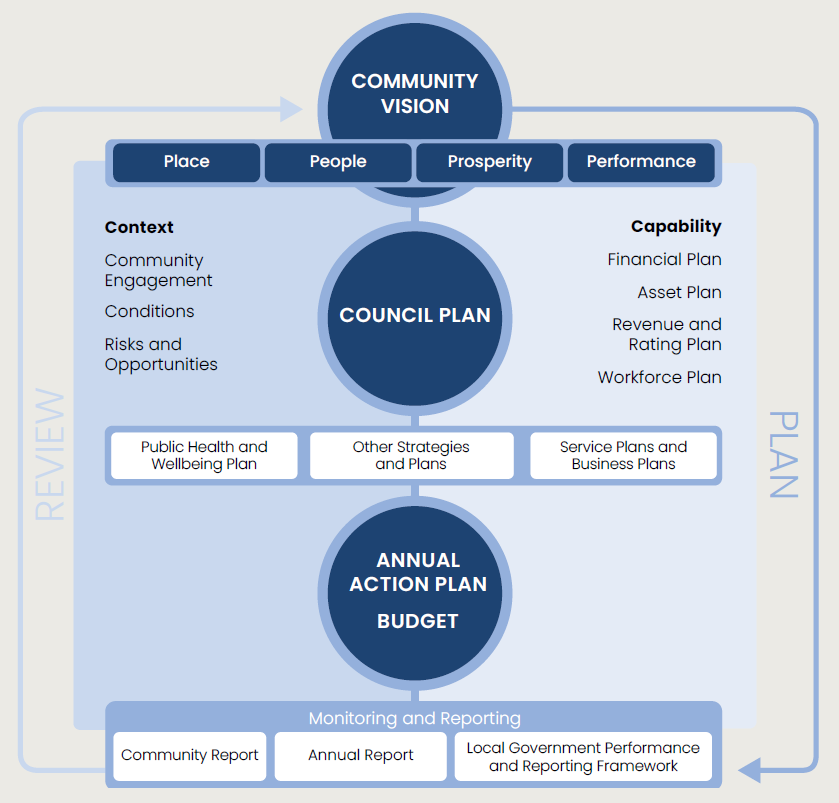 COMMUNITY
VISION
Place
People
Prosperity
Performance
Context
Community
Engagement
Conditions
Risks and
Opportunities
Capability
Financial Plan
Asset Plan
Revenue and
Rating Plan
Workforce Plan
COUNCIL PLAN
REVIEW
PLAN
Public Health and
Wellbeing Plan
Other Strategies
and Plans
Service Plans and
Business Plans
ANNUAL
ACTION PLAN
BUDGET
Monitoring and Reporting
Community Report
Annual Report
Local Government Performance
and Reporting Framework